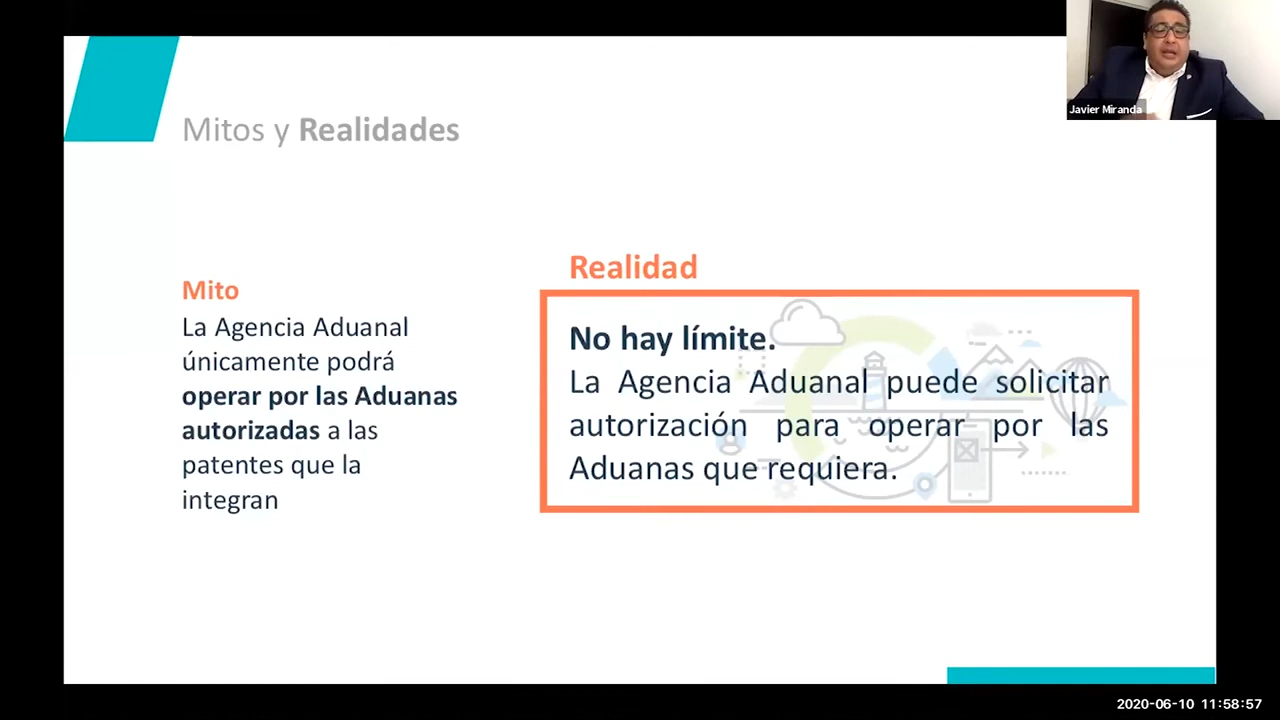 Javier Miranda
Mitos y Realidades
Mito
La Agencia Aduanal
únicamente podrá
operar por las Aduanas
autorizadas a las
patentes que la
integran
Realidad
No hay límite.
La Agencia Aduanal puede solicitar
autorización para operar por las
Aduanas que requiera.
2020-06-10 11:58:57